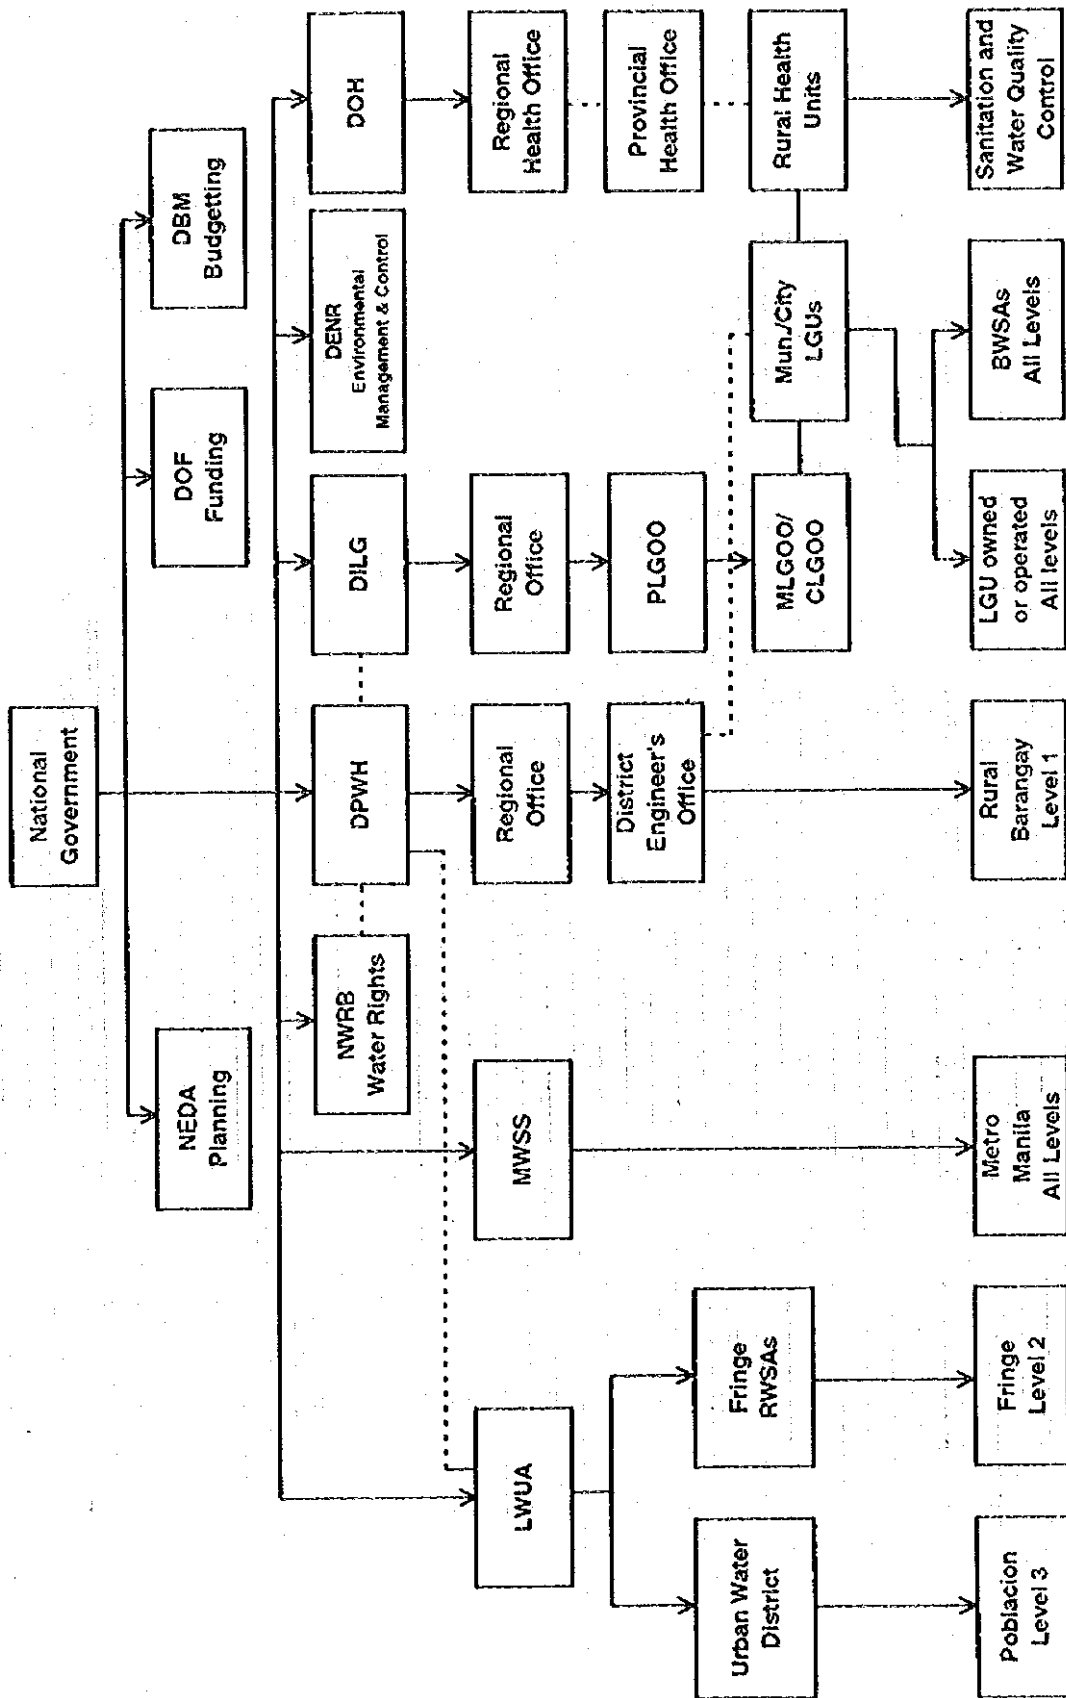 National
Government
NEDA
Planning
DOF
Funding
DBM
Budgetting
NWRB
Water Rights
DPWH
DILG
DENR
Environmental
Management & Control
DOH
LWUA
MWSS
Regional
Office
Regional
Office
Regional
Health Office
District
Engineer's
Office
PLGOO
Provincial
Health Office
Urban Water
District
Fringe
RWSAs
MLGOO/
CLGOO
Mun./City
LGUs
Rural Health
Units
Poblacion
Level 3
Fringe
Level 2
Metro
Manila
All Levels
Rural
Barangay
Level 1
LGU owned
or operated
All levels
BWSAs
All Levels
Sanitation and
Water Quality
Control